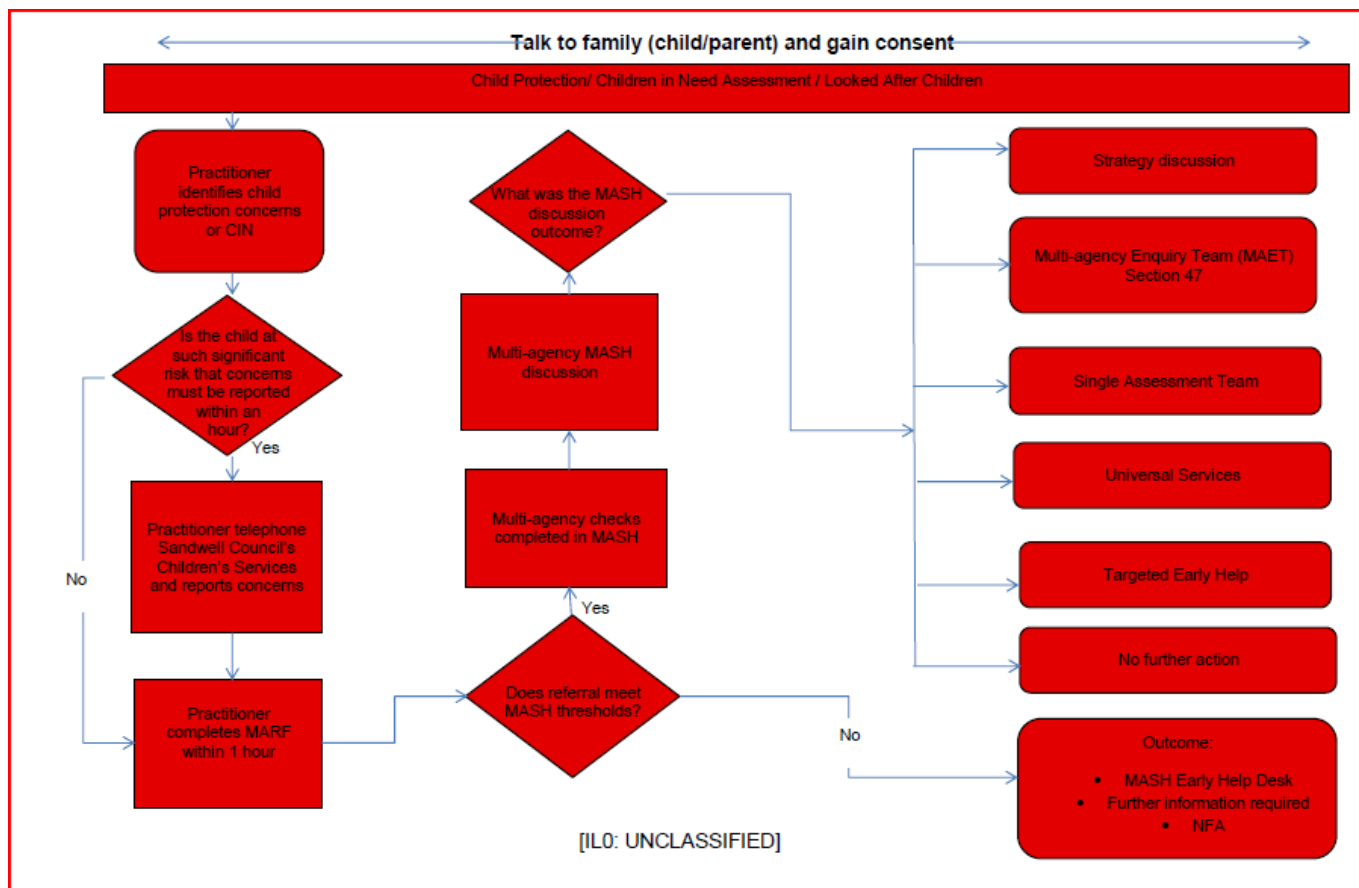 Talk to family (child/parent) and gain consent
Child Protection/ Children in Need Assessment / Looked After Children
Practitioner
identifies child
protection concerns
or CIN
Is the child at
such significant
risk that concerns
must be reported
within an
hour?
Yes
No
Practitioner telephone
Sandwell Council's
Children's Services
and reports concerns
Practitioner
completes MARF
within 1 hour
What was the MASH
discussion
outcome?
Multi-agency MASH
discussion
Multi-agency checks
completed in MASH
Yes
Does referral meet
MASH thresholds?
No
Strategy discussion
Multi-agency Enquiry Team (MAET)
Section 47
Single Assessment Team
Universal Services
Targeted Early Help
No further action
Outcome:
• MASH Early Help Desk
• Further information required
• NFA
[IL0: UNCLASSIFIED]